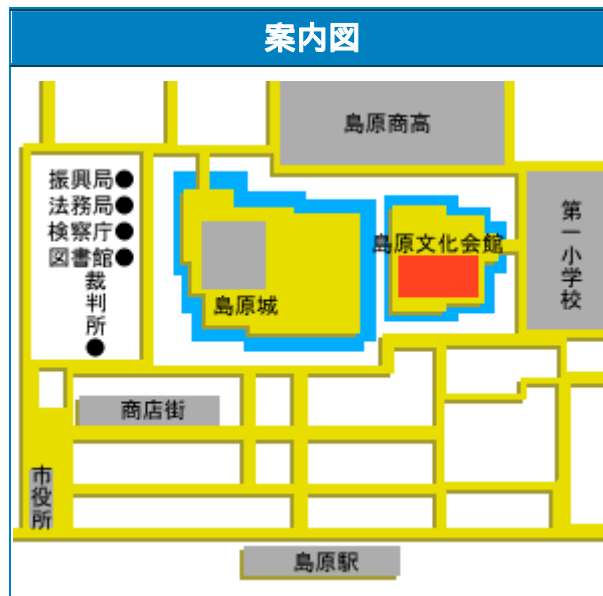 案内図
島原商高
振興局●
法務局●
検察庁●
図書館●
裁判所●
島原城
島原文化会館
第一小学校
商店街
市役所
島原駅